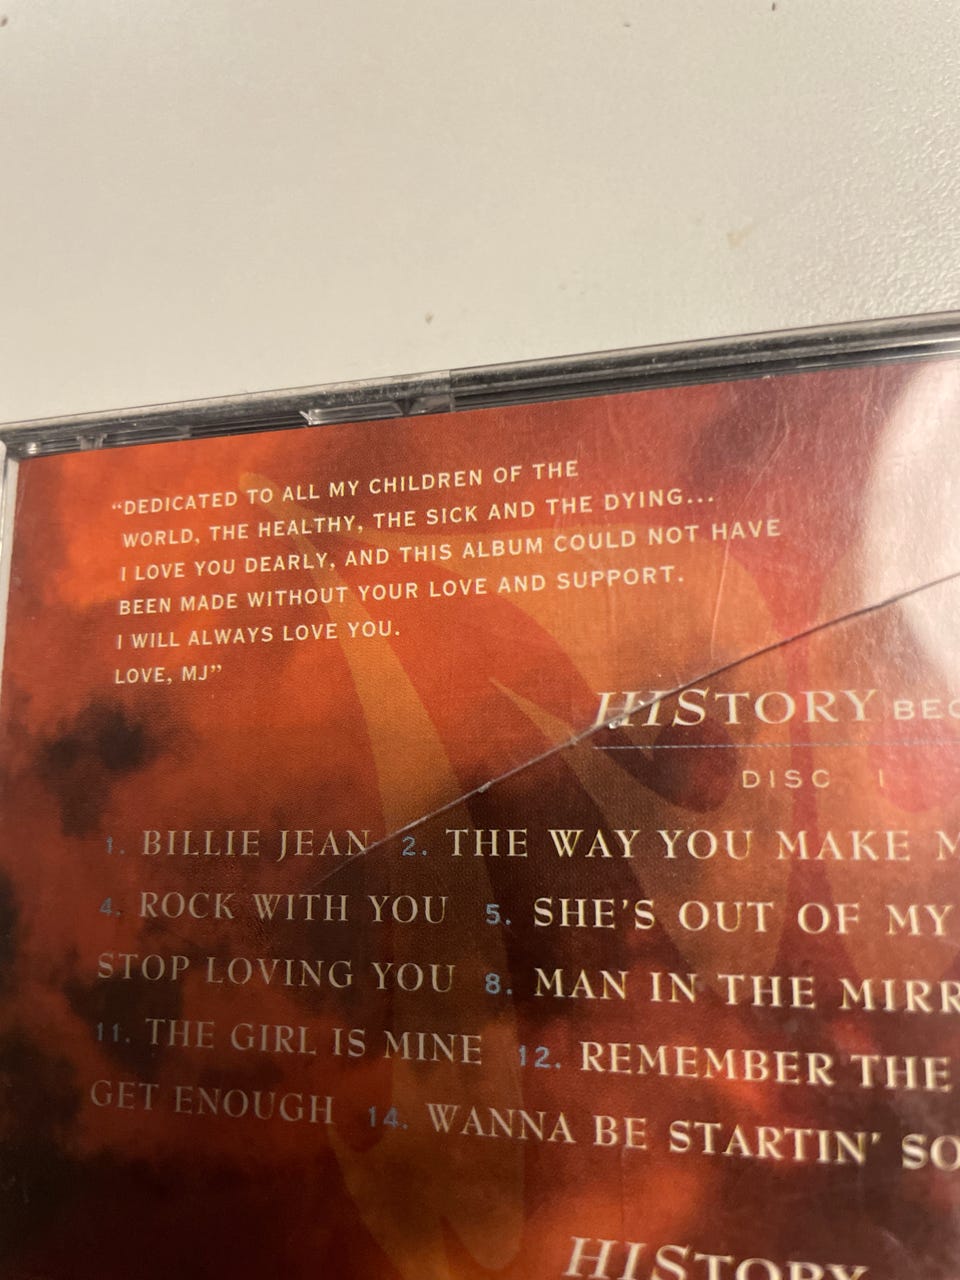 “DEDICATED TO ALL MY CHILDREN OF THE
WORLD, THE HEALTHY, THE SICK AND THE DYING...
I LOVE YOU DEARLY, AND THIS ALBUM COULD NOT HAVE
BEEN MADE WITHOUT YOUR LOVE AND SUPPORT.
I WILL ALWAYS LOVE YOU.
LOVE, MJ”
HISTORY BEG
DISC I
1. BILLIE JEAN 2. THE WAY YOU MAKE M
4. ROCK WITH YOU 5. SHE'S OUT OF MY
STOP LOVING YOU 8. MAN IN THE MIRR
11. THE GIRL IS MINE 12. REMEMBER THE
GET ENOUGH 14. WANNA BE STARTIN' SO
HISTORY